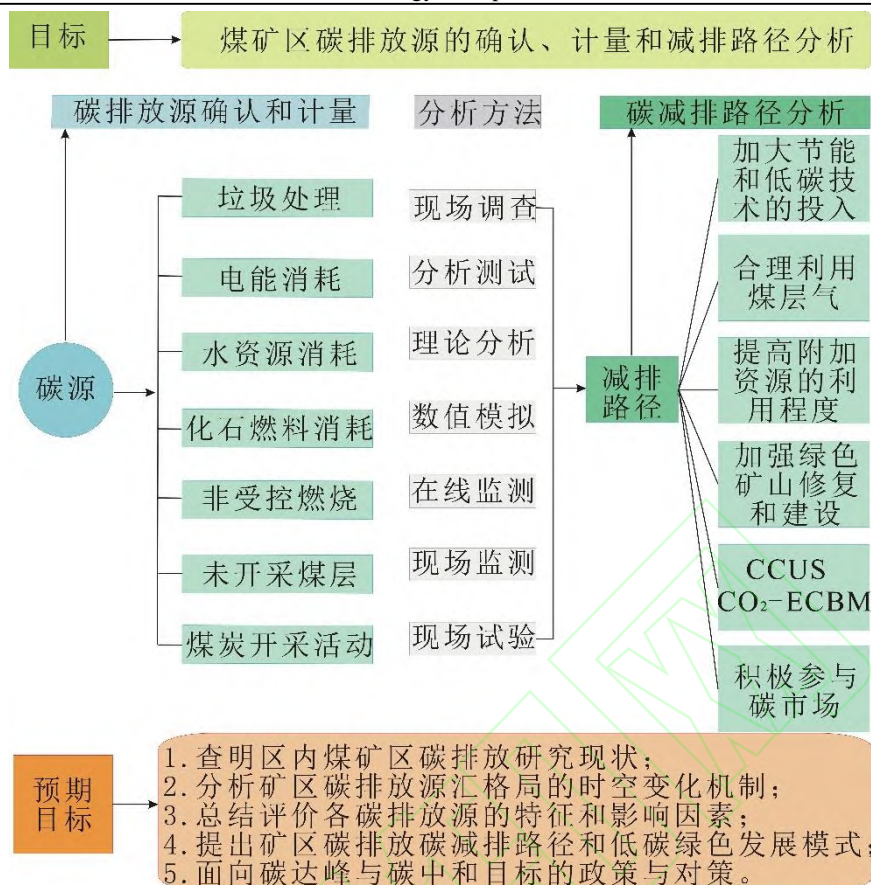 目标
煤矿区碳排放源的确认、计量和减排路径分析
碳排放源确认和计量
分析方法
碳减排路径分析
碳源
垃圾处理
电能消耗
水资源消耗
化石燃料消耗
非受控燃烧
未开采煤层
煤炭开采活动
现场调查
分析测试
理论分析
数值模拟
在线监测
现场监测
现场试验
减排
路径
加大节能
和低碳技
术的投入
合理利用
煤层气
提高附加
资源的利
用程度
加强绿色
矿山修复
和建设
CCUS
CO₂-ECBM
积极参与
碳市场
预期
目标
1.查明区内煤矿区碳排放研究现状;
2.分析矿区碳排放源汇格局的时空变化机制;
3.总结评价各碳排放源的特征和影响因素;
4.提出矿区碳排放碳减排路径和低碳绿色发展模式;
5.面向碳达峰与碳中和目标的政策与对策。